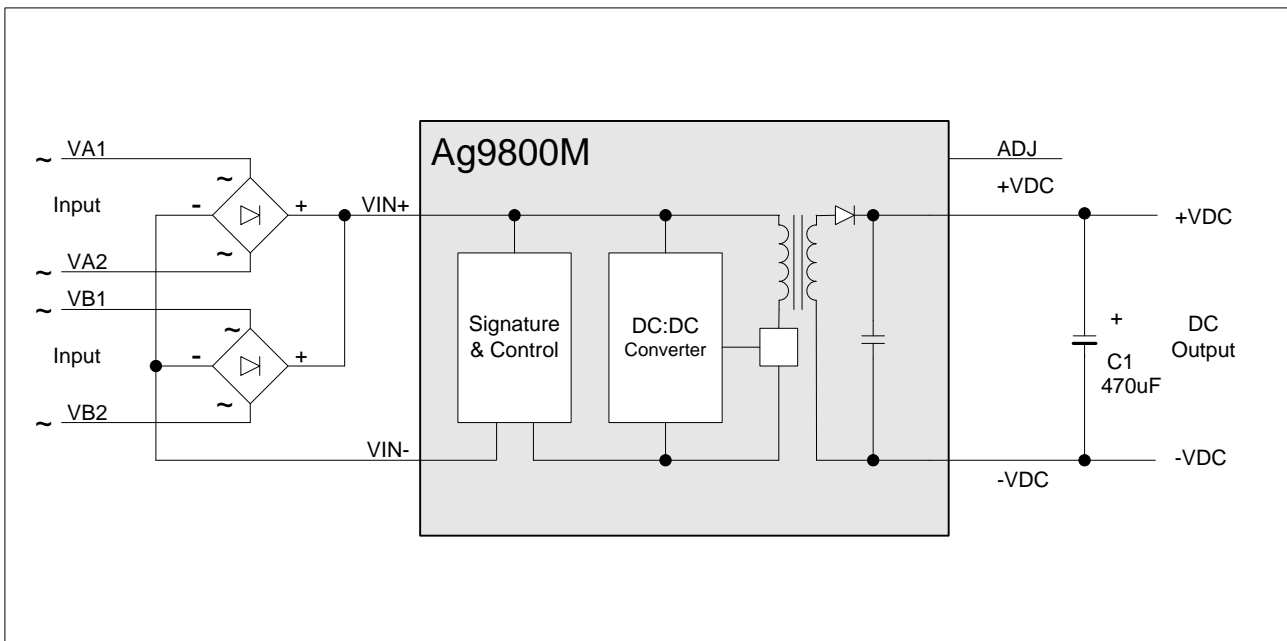 Ag9800M
~ VA1
~
ADJ
+VDC
Input
- +
VIN+
+VDC
~ VA2
~
~ VB1
~
Signature
& Control
DC:DC
Converter
+
DC
Output
Input
- +
C1
470uF
~ VB2
~
VIN-
-VDC
-VDC